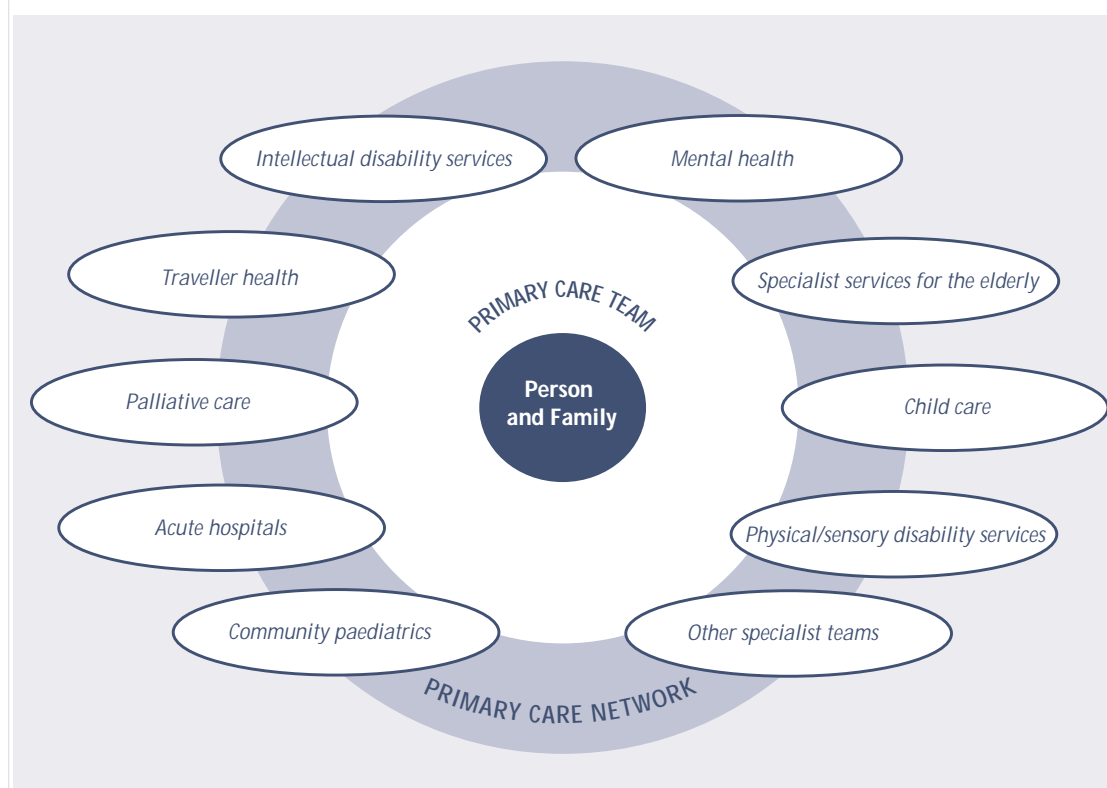 Intellectual disability services
Mental health
Traveller health
Specialist services for the elderly
PRIMARY CARE TEAM
Person
and Family
Palliative care
Child care
Acute hospitals
Physical/sensory disability services
Community paediatrics
Other specialist teams
PRIMARY CARE NETWORK